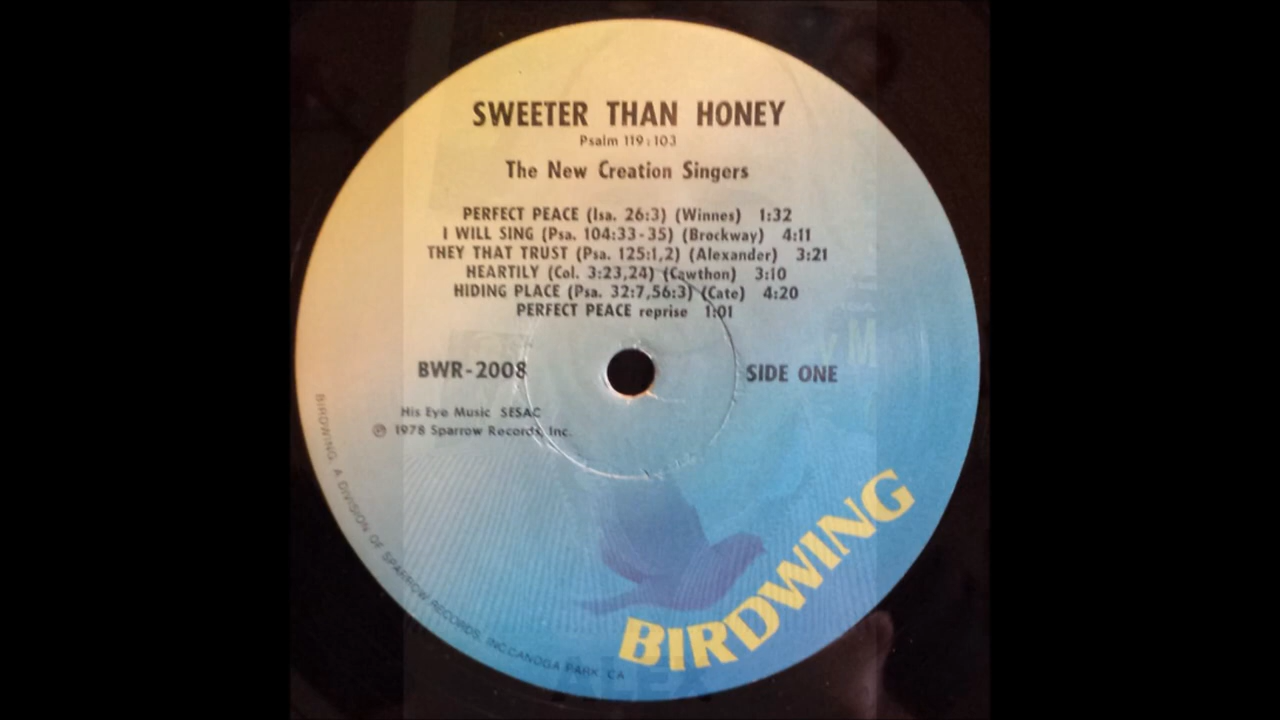 SWEETER THAN HONEY
Psalm 119:103
The New Creation Singers
PERFECT PEACE (Isa. 26:3) (Winnes) 1:32
I WILL SING (Psa. 104:33-35) (Brockway) 4:11
THEY THAT TRUST (Psa. 125:1,2) (Alexander) 3:21
HEARTILY (Col. 3:23,24) (Cawthon) 3:10
HIDING PLACE (Psa. 32:7,56:3) (Cate) 4:20
PERFECT PEACE reprise 1:01
BWR-2008
SIDE ONE
His Eye Music SESAC
℗ 1978 Sparrow Records, Inc.
BIRDWING, A DIVISION OF SPARROW RECORDS, INC. CANOGA PARK, CA
BIRDWING
ALEX